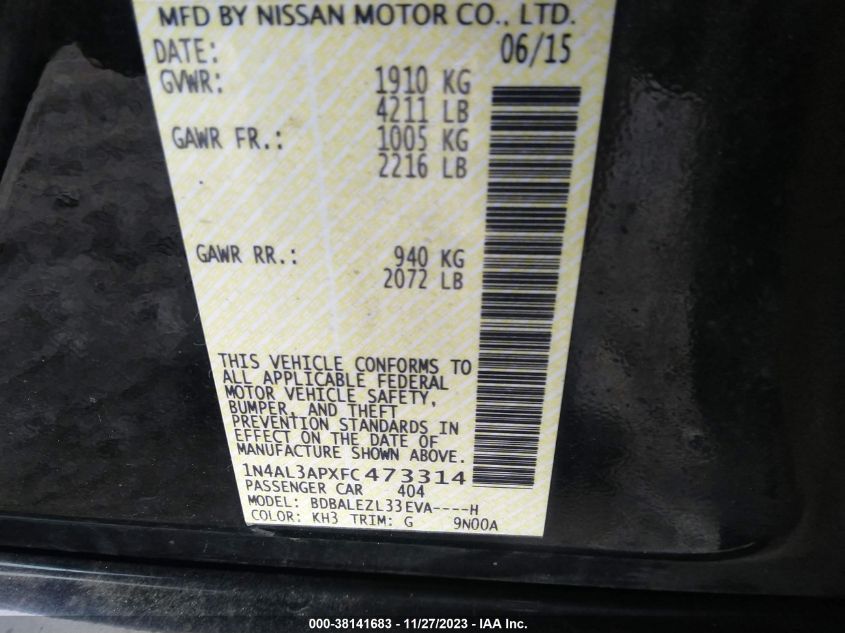 MFD BY NISSAN MOTOR CO., LTD.
DATE: 06/15
GVWR: 1910 KG
4211 LB
GAWR FR.: 1005 KG
2216 LB
GAWR RR.: 940 KG
2072 LB
THIS VEHICLE CONFORMS TO
ALL APPLICABLE FEDERAL
MOTOR VEHICLE SAFETY,
BUMPER, AND THEFT
PREVENTION STANDARDS IN
EFFECT ON THE DATE OF
MANUFACTURE SHOWN ABOVE.
1N4AL3APXFC473314
PASSENGER CAR 404
MODEL: BDBALEZL33EVA----H
COLOR: KH3 TRIM: G 9N00A
000-38141683 - 11/27/2023 - IAA Inc.